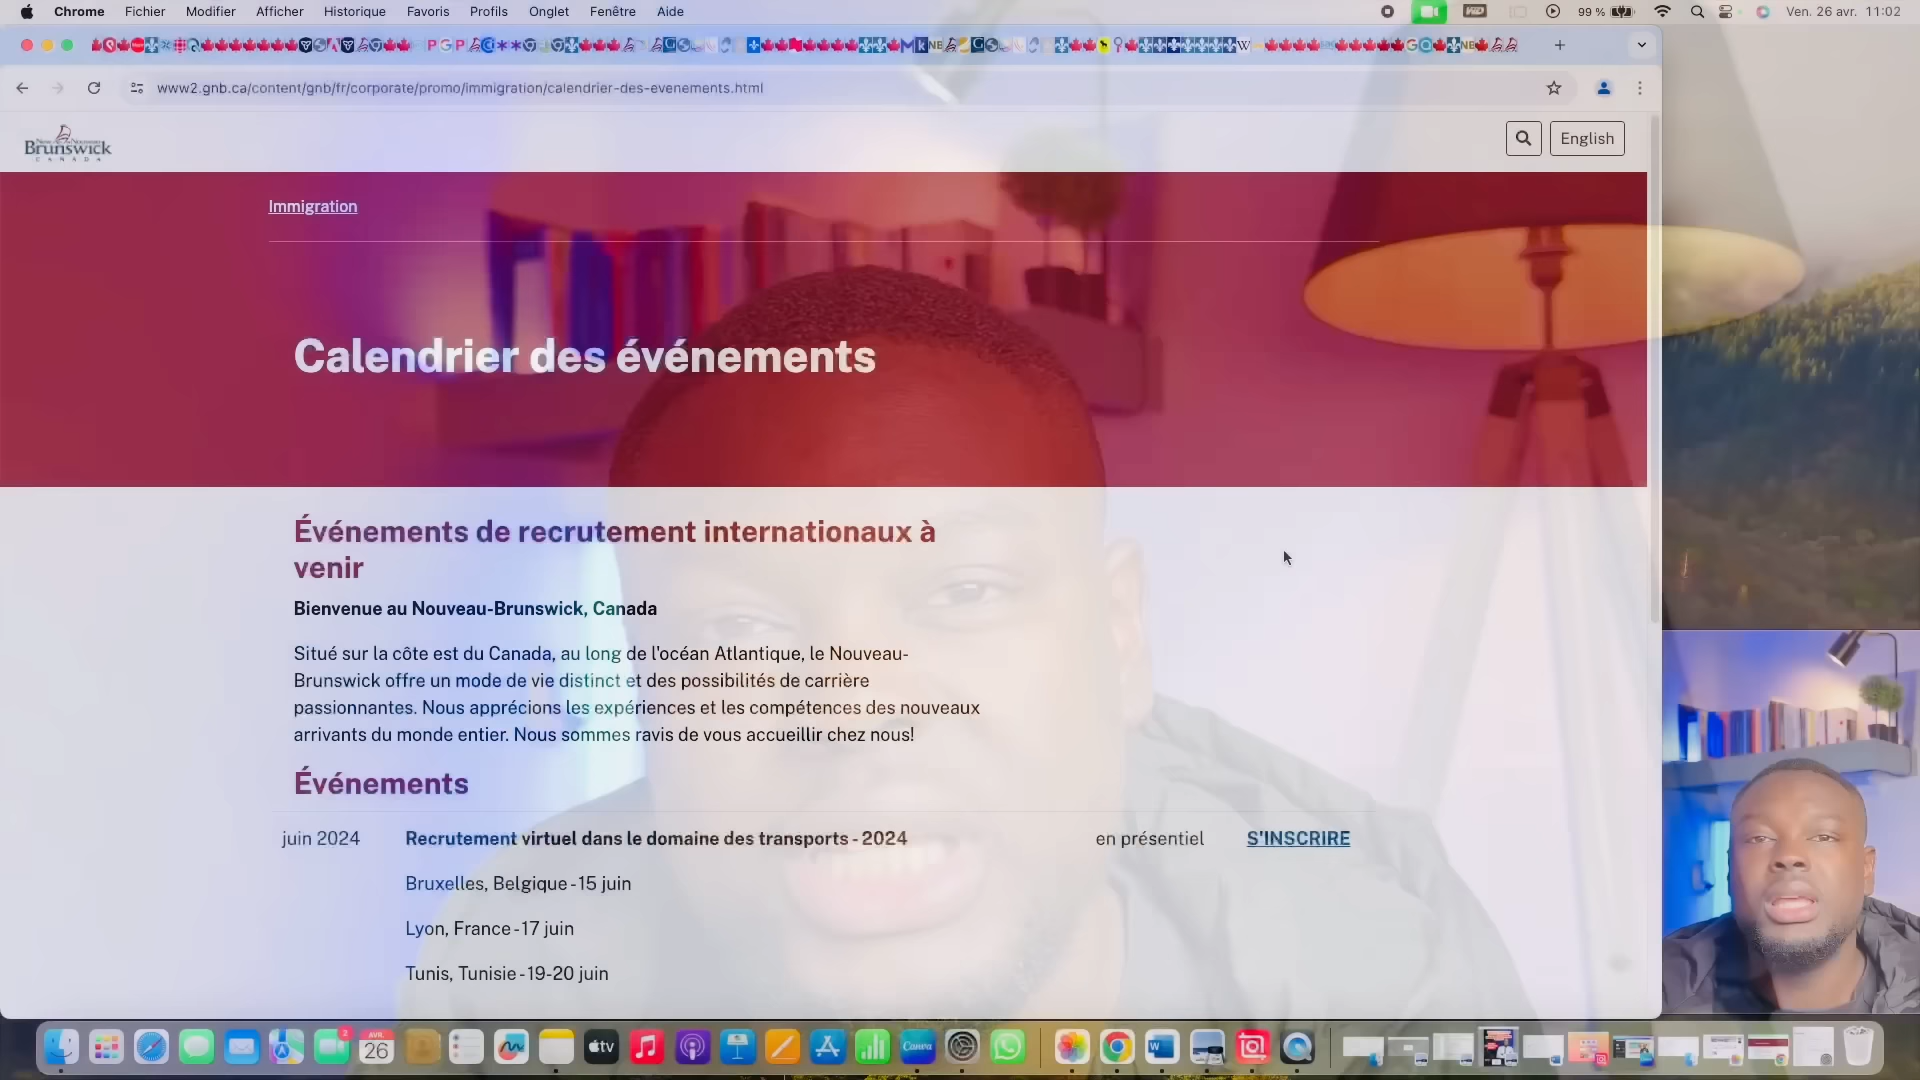 Chrome Fichier Modifier Afficher Historique Favoris Profils Onglet Fenêtre Aide 99 % Ven. 26 avr. 11:02
www2.gnb.ca/content/gnb/fr/corporate/promo/immigration/calendrier-des-evenements.html
Brunswick
CANADA
English
Immigration
Calendrier des événements
Événements de recrutement internationaux à
venir
Bienvenue au Nouveau-Brunswick, Canada
Situé sur la côte est du Canada, au long de l'océan Atlantique, le Nouveau-
Brunswick offre un mode de vie distinct et des possibilités de carrière
passionnantes. Nous apprécions les expériences et les compétences des nouveaux
arrivants du monde entier. Nous sommes ravis de vous accueillir chez nous!
Événements
juin 2024 Recrutement virtuel dans le domaine des transports - 2024 en présentiel S'INSCRIRE
Bruxelles, Belgique - 15 juin
Lyon, France - 17 juin
Tunis, Tunisie - 19-20 juin
2 AVR. 26 tv Canva W